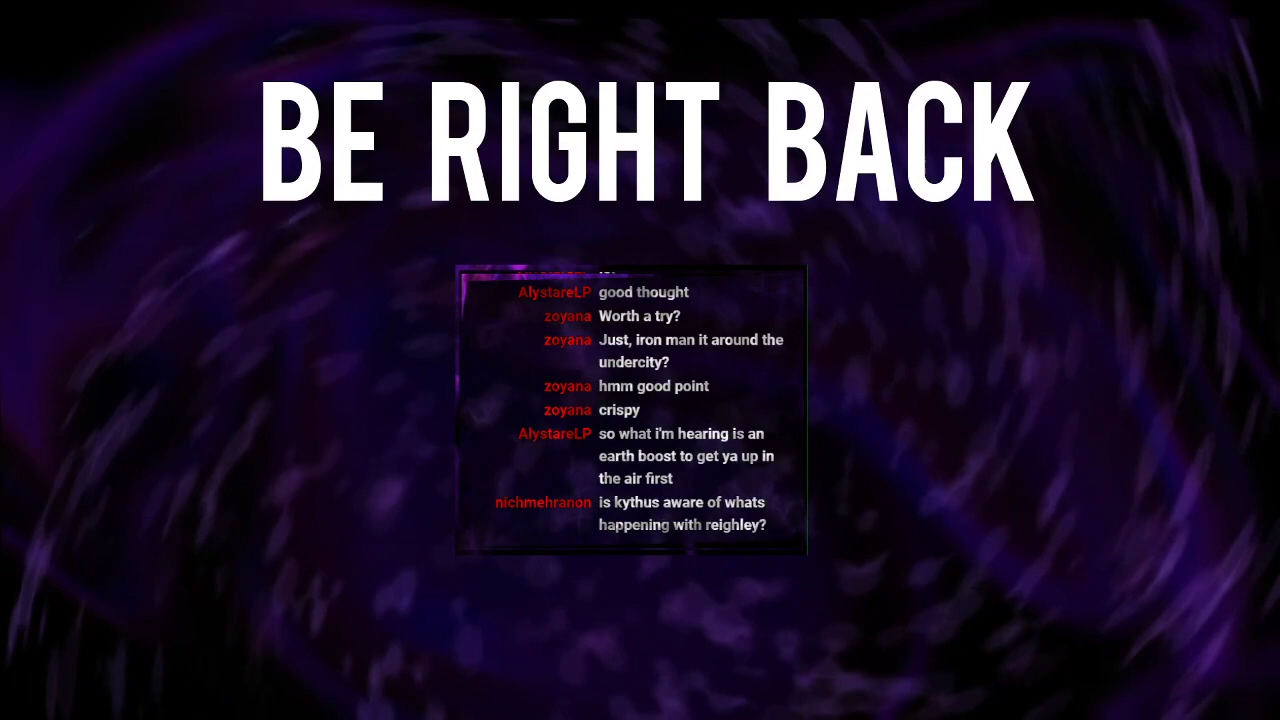 BE RIGHT BACK
AlystareLP good thought
zoyana Worth a try?
zoyana Just, iron man it around the
undercity?
zoyana hmm good point
zoyana crispy
AlystareLP so what i'm hearing is an
earth boost to get ya up in
the air first
nichmehranon is kythus aware of whats
happening with reighley?